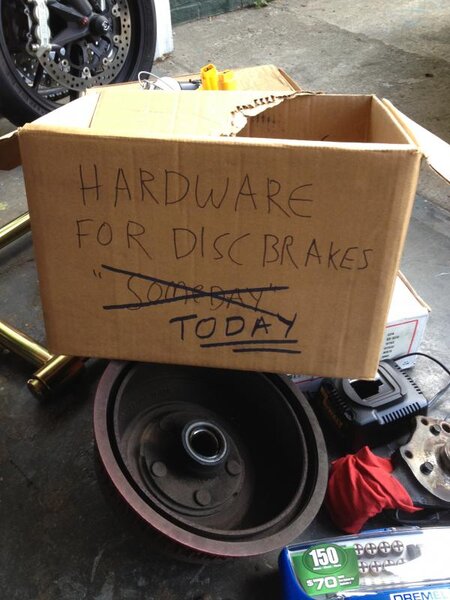 HARDWARE
FOR DISC BRAKES
"SOMEDAY"
TODAY
150
$70
DREMEL